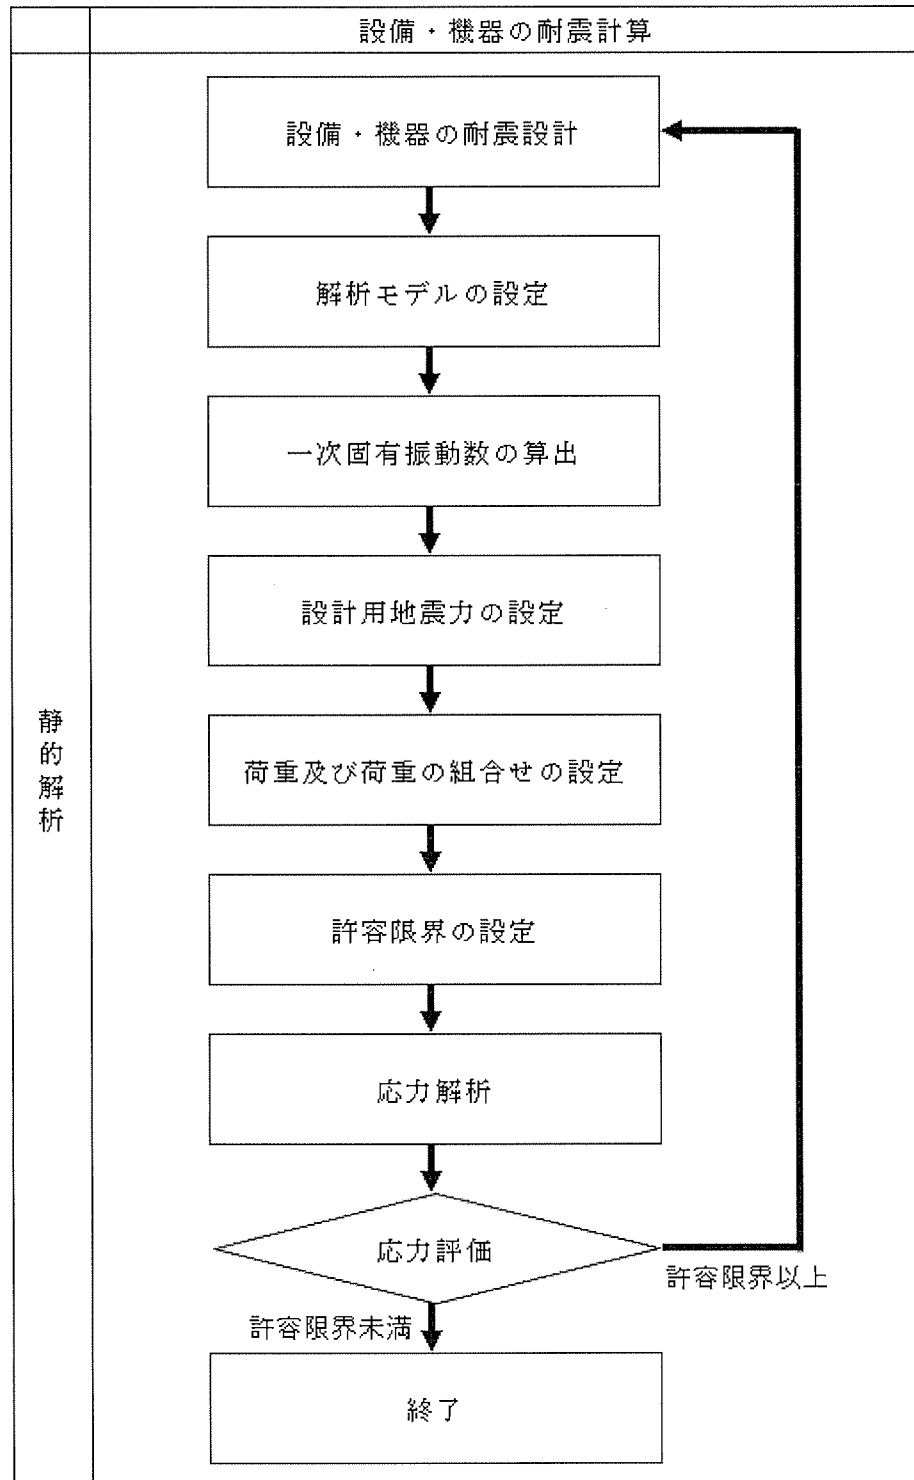 設備・機器の耐震計算
静的解析
設備・機器の耐震設計
解析モデルの設定
一次固有振動数の算出
設計用地震力の設定
荷重及び荷重の組合せの設定
許容限界の設定
応力解析
応力評価
許容限界以上
許容限界未満
終了